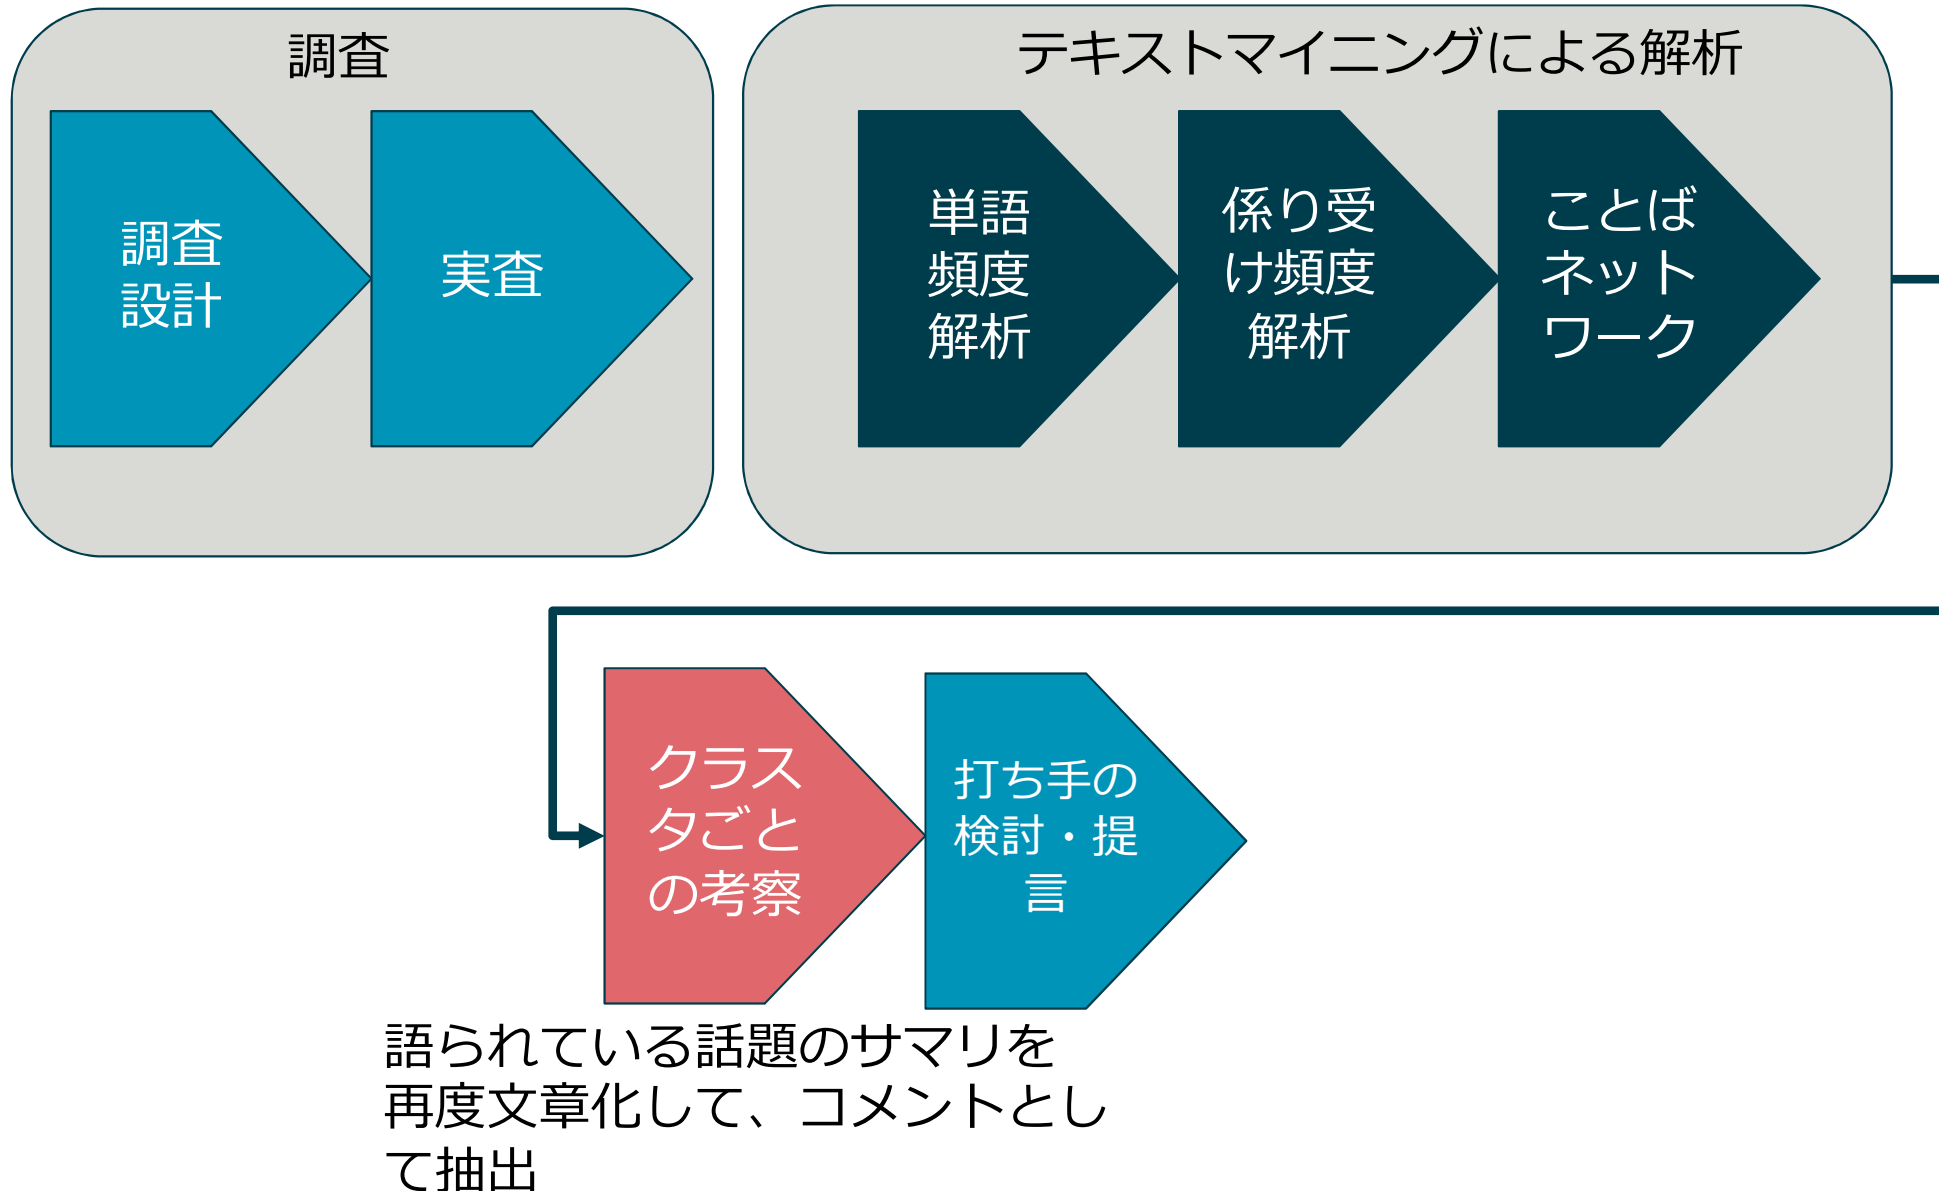 調査
調査
設計
実査
テキストマイニングによる解析
単語
頻度
解析
係り受
け頻度
解析
ことば
ネット
ワーク
クラス
タごと
の考察
打ち手の
検討・提
言
語られている話題のサマリを
再度文章化して、コメントとし
て抽出